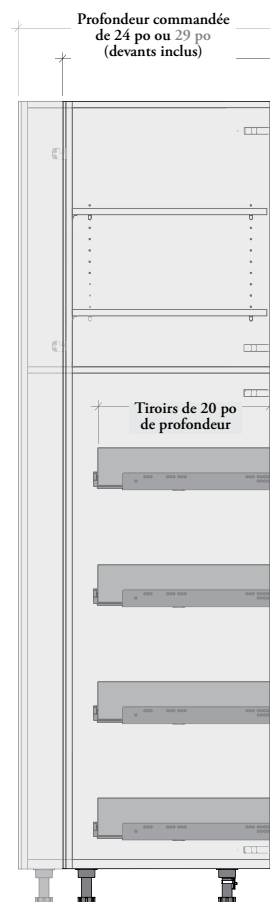 Profondeur commandée
de 24 po ou 29 po
(devants inclus)
Tiroirs de 20 po
de profondeur